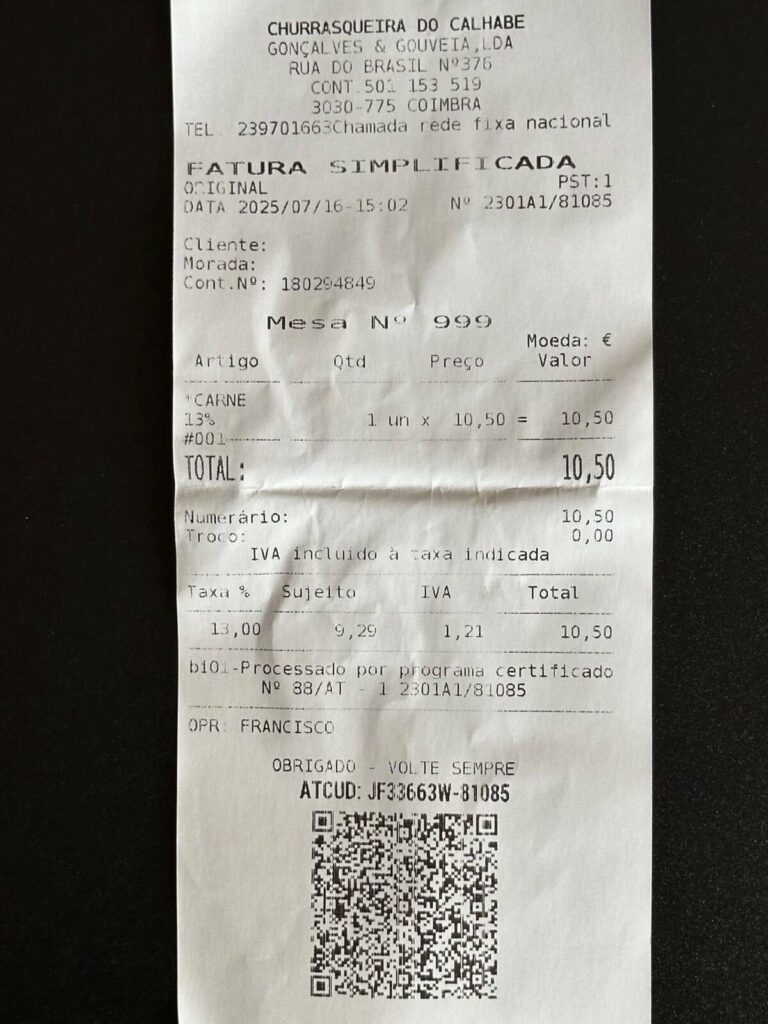 CHURRASQUEIRA DO CALHABE
GONÇALVES & GOUVEIA,LDA
RUA DO BRASIL Nº376
CONT.501 153 519
3030-775 COIMBRA
TEL. 239701663Chamada rede fixa nacional
FATURA SIMPLIFICADA
ORIGINAL PST:1
DATA 2025/07/16-15:02 Nº 2301A1/81085
Cliente:
Morada:
Cont.Nº: 180294849
Mesa Nº 999
Moeda: €
Artigo Qtd Preço Valor
*CARNE
13% 1 un x 10,50 = 10,50
#001
TOTAL: 10,50
Numerário: 10,50
Troco: 0,00
IVA incluido à taxa indicada
Taxa % Sujeito IVA Total
13,00 9,29 1,21 10,50
biOi-Processado por programa certificado
Nº 88/AT - 1 2301A1/81085
OPR: FRANCISCO
OBRIGADO - VOLTE SEMPRE
ATCUD: JF33663W-81085